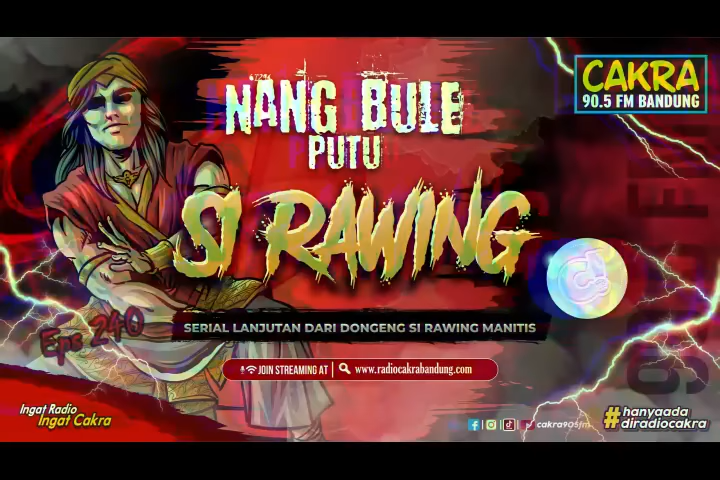 CAKRA
90.5 FM BANDUNG
NANG BULE
PUTU
SI RAWING
SERIAL LANJUTAN DARI DONGENG SI RAWING MANITIS
Eps 240
JOIN STREAMING AT | www.radiocakrabandung.com
Ingat Radio
Ingat Cakra
cakra905fm
#hanyaada
diradiocakra